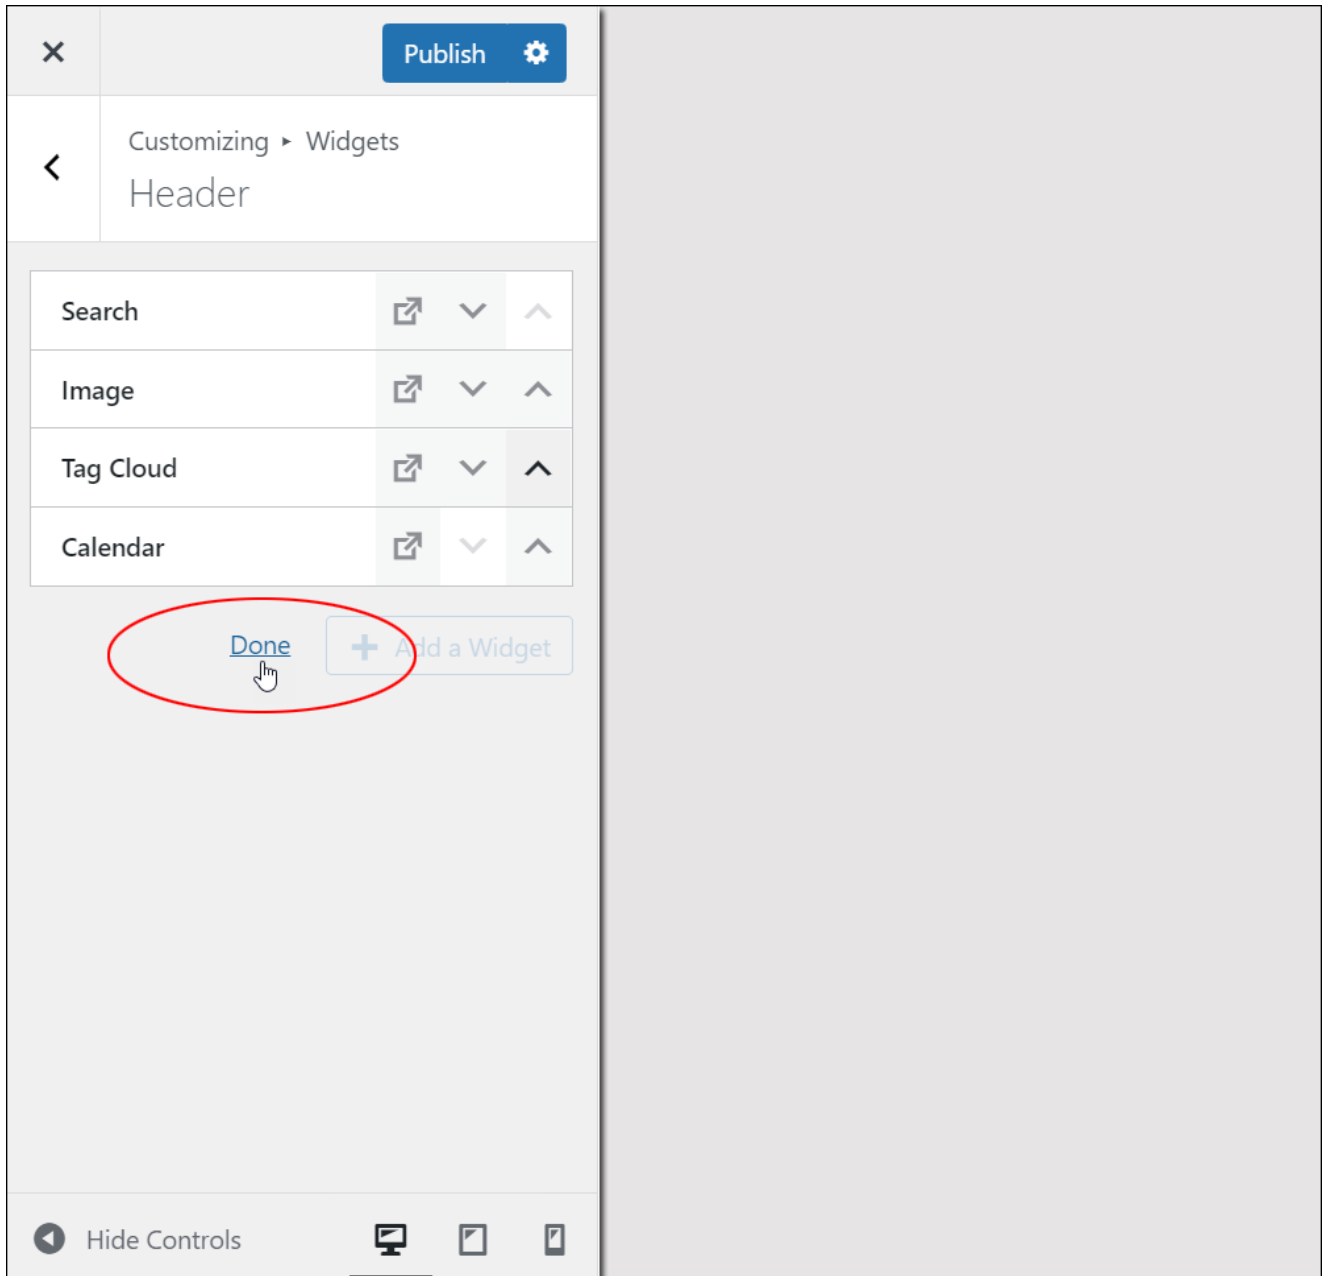 Publish
Customizing ▸ Widgets
Header
Search
Image
Tag Cloud
Calendar
Done
Add a Widget
Hide Controls